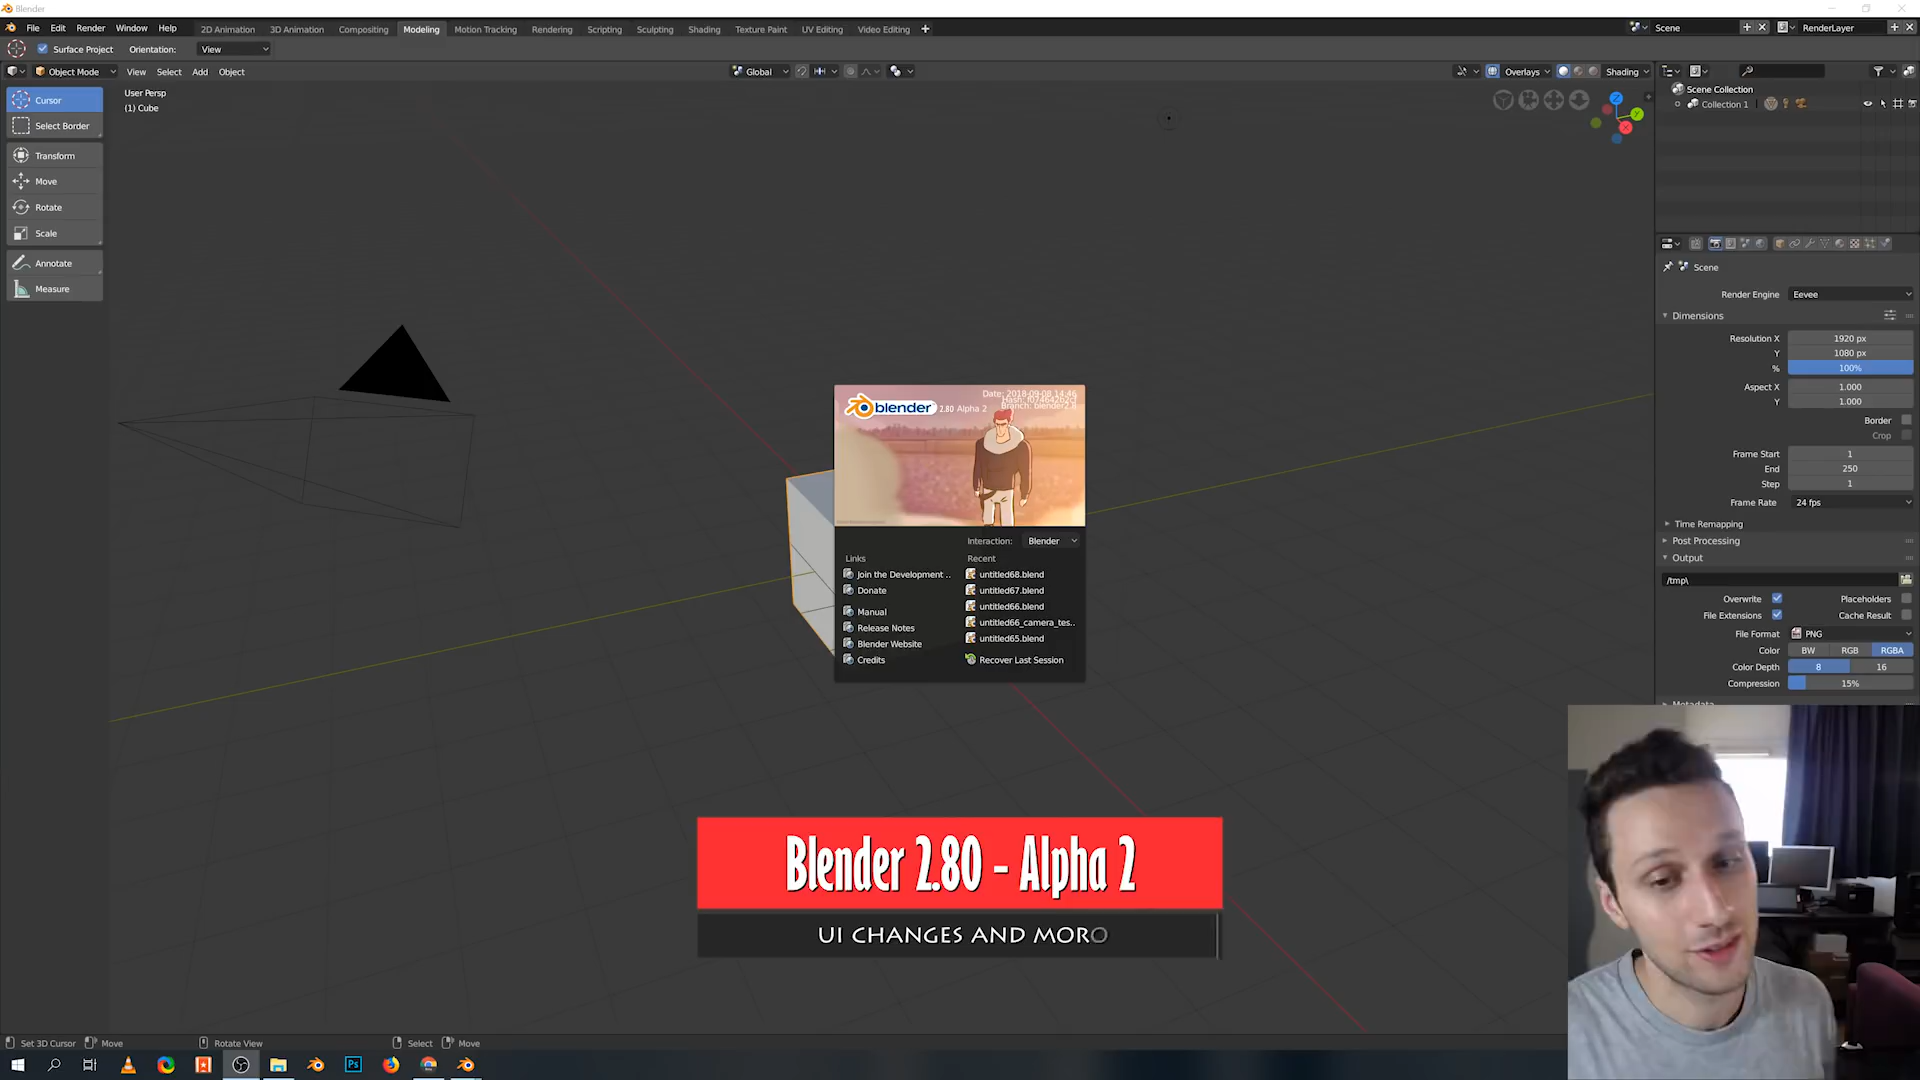 Blender
File Edit Render Window Help 2D Animation 3D Animation Compositing Modeling Motion Tracking Rendering Scripting Sculpting Shading Texture Paint UV Editing Video Editing Scene RenderLayer
Surface Project Orientation: View
Object Mode View Select Add Object Global Overlays Shading
User Persp
(1) Cube
Cursor
Select Border
Transform
Move
Rotate
Scale
Annotate
Measure
Scene Collection
Collection 1
Scene
Render Engine Eevee
Dimensions
Resolution X 1920 px
Y 1080 px
% 100%
Aspect X 1.000
Y 1.000
Border
Crop
Frame Start 1
End 250
Step 1
Frame Rate 24 fps
Time Remapping
Post Processing
Output
/tmp\
Overwrite Placeholders
File Extensions Cache Result
File Format PNG
Color BW RGB RGBA
Color Depth 8 16
Compression 15%
Metadata
Date: 2018-09-08 14:46
blender 2.80 Alpha 2
Interaction: Blender
Links Recent
Join the Development .. untitled68.blend
Donate untitled67.blend
untitled66.blend
Manual
Release Notes untitled66_camera_tes..
Blender Website untitled65.blend
Credits Recover Last Session
Blender 2.80 - Alpha 2
UI CHANGES AND MORO
Set 3D Cursor Move Rotate View Select Move
Ps